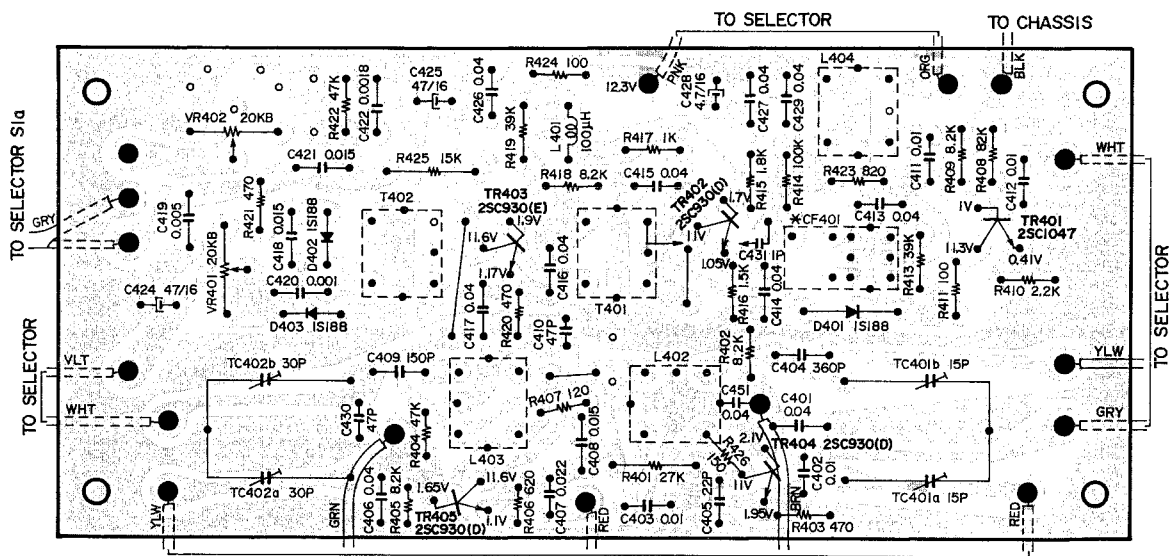 TO SELECTOR
TO CHASSIS
R424 100
L404
ORG
BLK
PNK
12.3V
C428
4.7/16
C427 0.04
C429 0.04
C425
47/16
C426 0.04
R422 47K
C422 0.018
VR402 20KB
R419 39K
L401
100μH
R417 1K
C421 0.015
R425 15K
R418 8.2K
C415 0.04
R415 1.8K
R414 100K
R423 820
C411 0.01
R409 8.2K
R408 82K
C412 0.01
WHT
TO SELECTOR S1a
GRY
C419
0.005
R421 470
C418 0.015
D402 1S188
T402
TR403
2SC930(E)
1.9V
11.6V
1.17V
TR402
2SC930(D)
1.7V
11V
1.05V
C413 0.04
*CF401
C431 1P
1V
TR401
2SC1047
11.3V
0.41V
VR401 20KB
C420 0.001
C424 47/16
D403 1S188
C417 0.04
R420 470
C416 0.04
C410
47P
T401
R416 1.5K
C414 0.04
D401 1S188
R413 39K
R411 100
R410 2.2K
TO SELECTOR
TO SELECTOR
VLT
WHT
TC402b 30P
C409 150P
L402
R402
8.2K
C404 360P
TC401b 15P
YLW
GRY
C430
47P
R404 47K
L403
R407 120
C408 0.015
C451
0.04
C401
0.04
2.1V
TR404 2SC930(D)
R426
150
11V
C402
0.01
TC402a 30P
C406 0.04
R405 8.2K
1.65V
11.6V
1.1V
TR405
2SC930(D)
R406 620
C407 0.022
R401 27K
C403 0.01
C405 22P
1.95V
R403 470
TC401a 15P
YLW
GRN
RED
BRN
RED